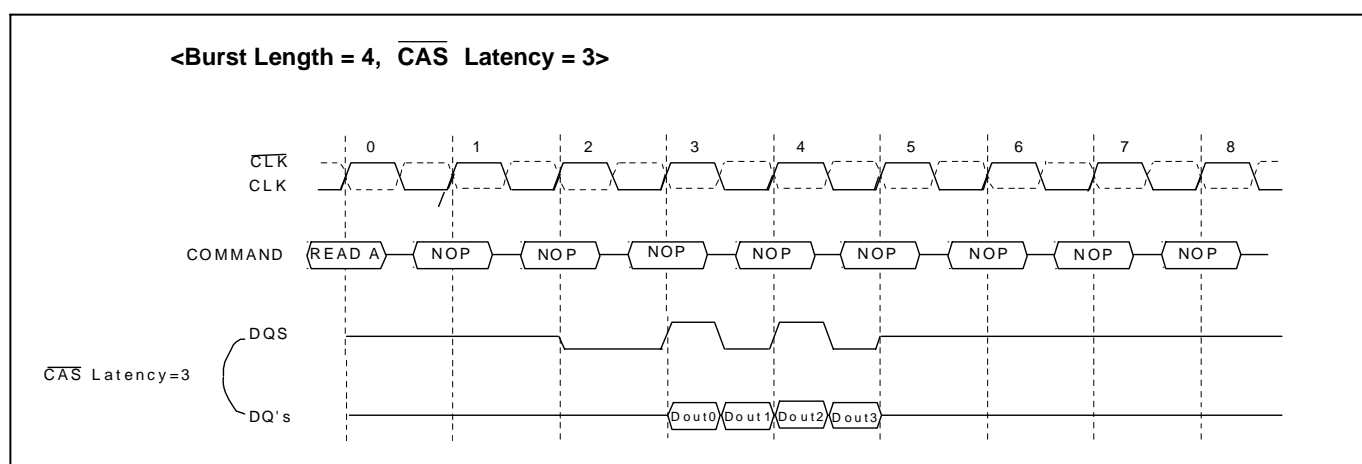 <Burst Length = 4, CAS Latency = 3>
0 1 2 3 4 5 6 7 8
CLK
CLK
COMMAND READ A NOP NOP NOP NOP NOP NOP NOP NOP
DQS
CAS Latency=3
DQ's Dout0 Dout1 Dout2 Dout3